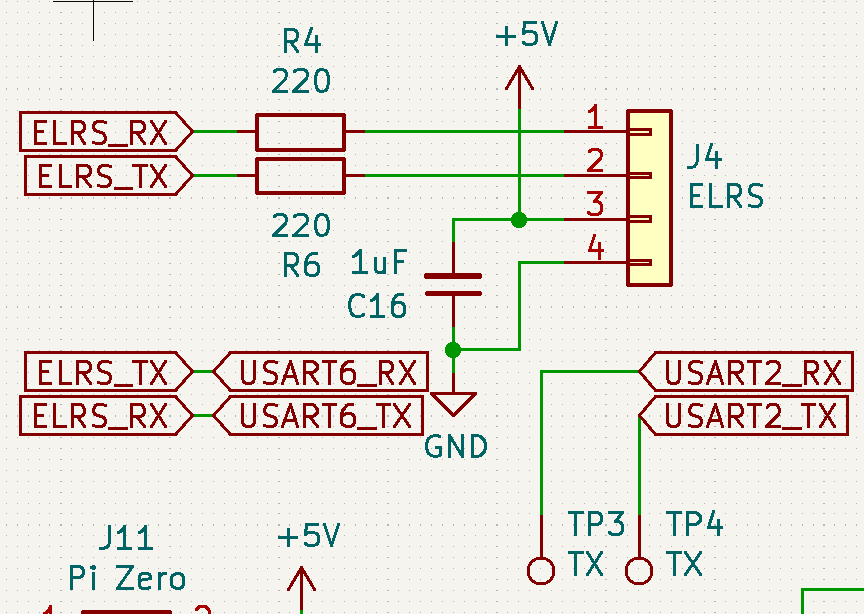 R4
220
+5V
ELRS_RX
1
ELRS_TX
2
J4
ELRS
3
220
R6
4
1uF
C16
ELRS_TX
USART6_RX
USART2_RX
ELRS_RX
USART6_TX
USART2_TX
GND
J11
Pi Zero
+5V
TP3
TX
TP4
TX
1
2